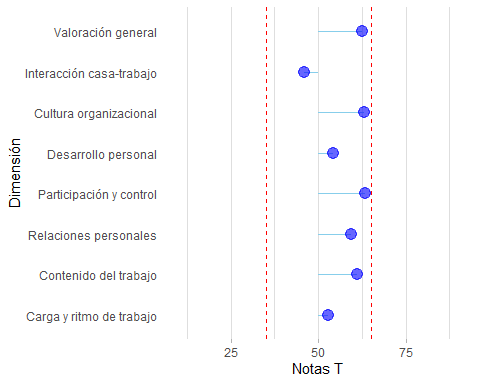 Valoración general
Interacción casa-trabajo
Cultura organizacional
Desarrollo personal
Participación y control
Relaciones personales
Contenido del trabajo
Carga y ritmo de trabajo
Dimensión
25 50 75
Notas T